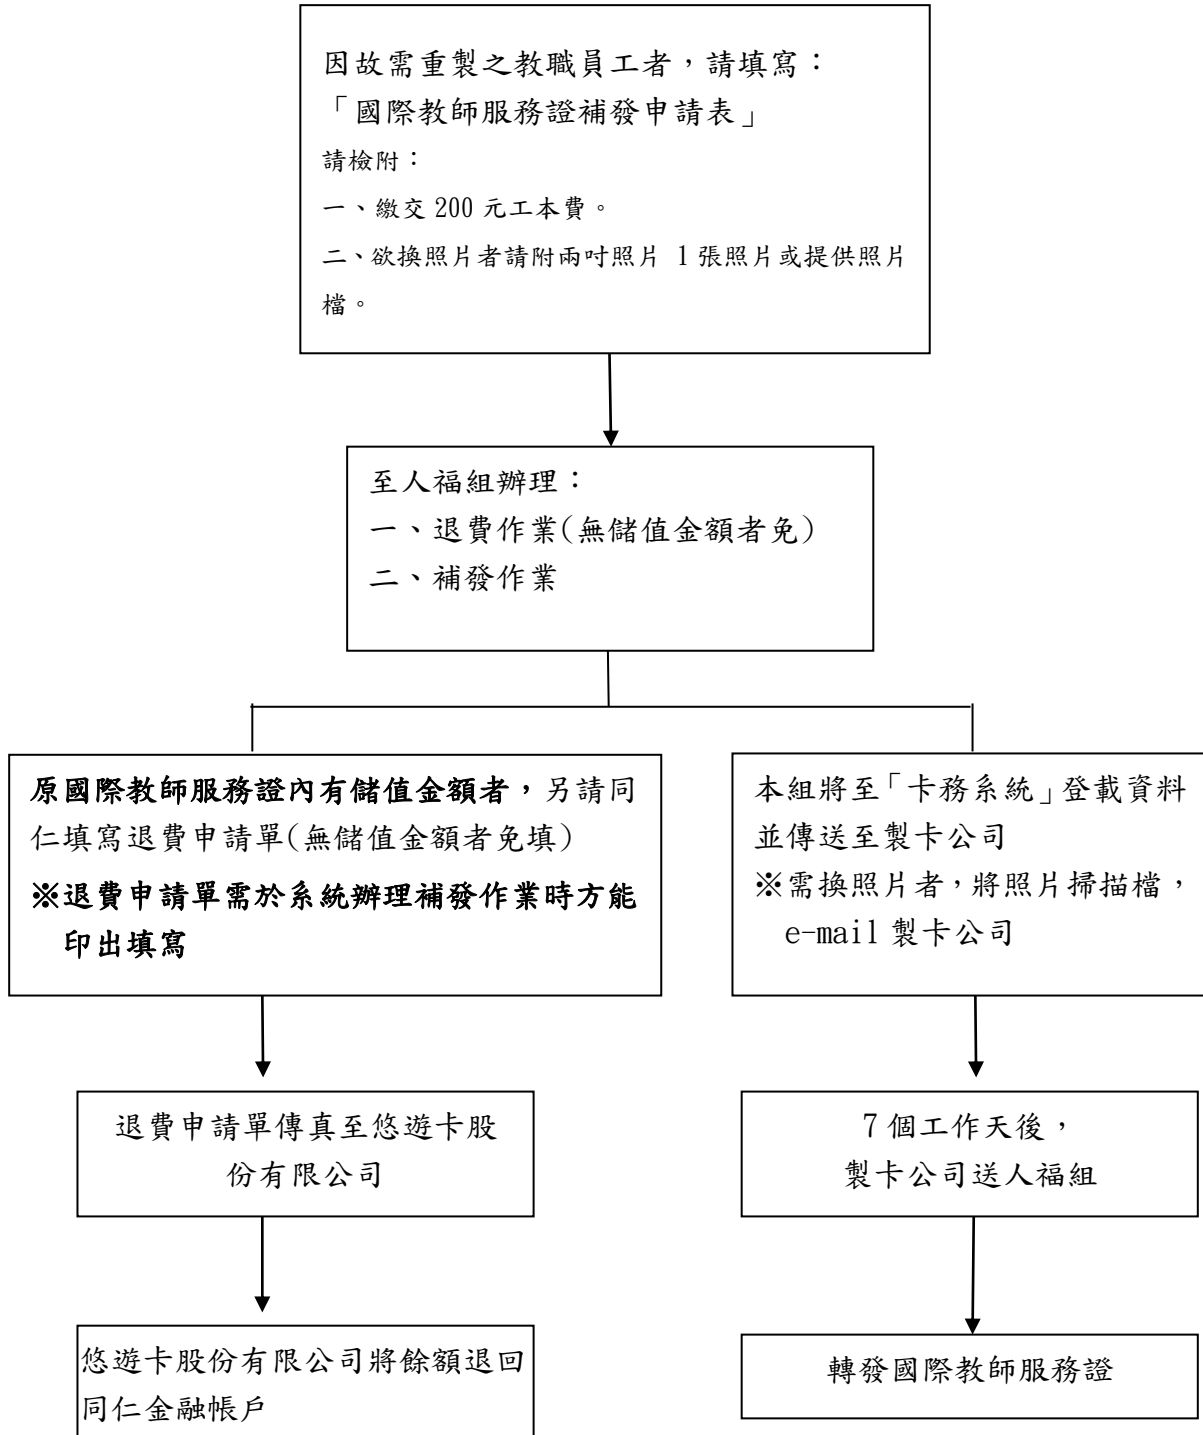 因故需重製之教職員工者，請填寫：
「國際教師服務證補發申請表」
請檢附：
一、繳交 200 元工本費。
二、欲換照片者請附兩吋照片 1 張照片或提供照片
檔。
至人福組辦理：
一、退費作業(無儲值金額者免)
二、補發作業
原國際教師服務證內有儲值金額者，另請同
仁填寫退費申請單(無儲值金額者免填)
※退費申請單需於系統辦理補發作業時方能
印出填寫
本組將至「卡務系統」登載資料
並傳送至製卡公司
※需換照片者，將照片掃描檔，
e-mail 製卡公司
退費申請單傳真至悠遊卡股
份有限公司
7 個工作天後，
製卡公司送人福組
悠遊卡股份有限公司將餘額退回
同仁金融帳戶
轉發國際教師服務證